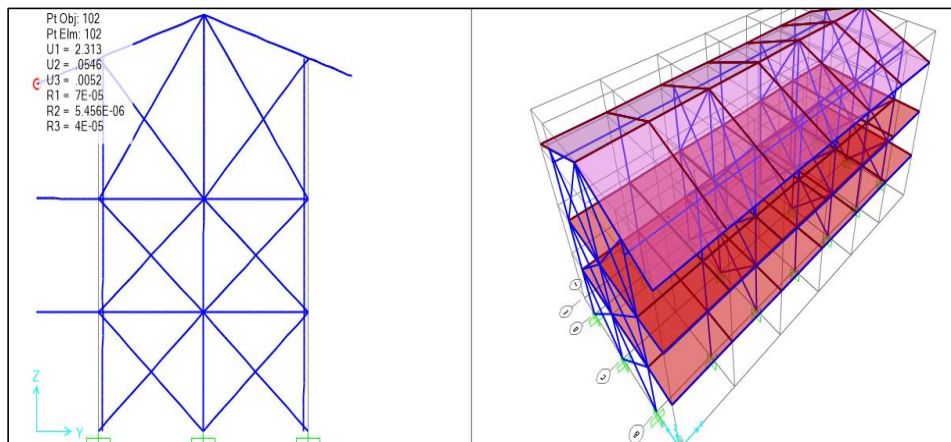 Pt Obj: 102
Pt Elm: 102
U1 = 2.313
U2 = .0546
U3 = .0052
R1 = 7E-05
R2 = 5.456E-06
R3 = 4E-05
Z
Y